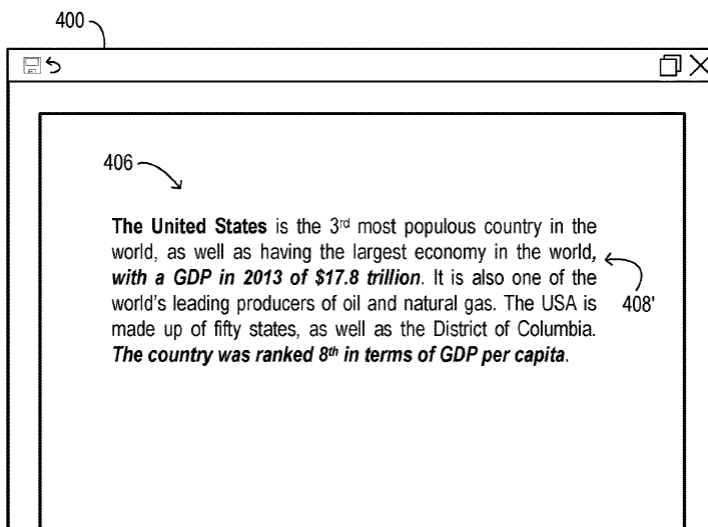 400
406
The United States is the 3rd most populous country in the
world, as well as having the largest economy in the world,
with a GDP in 2013 of $17.8 trillion. It is also one of the
world's leading producers of oil and natural gas. The USA is
408'
made up of fifty states, as well as the District of Columbia.
The country was ranked 8th in terms of GDP per capita.